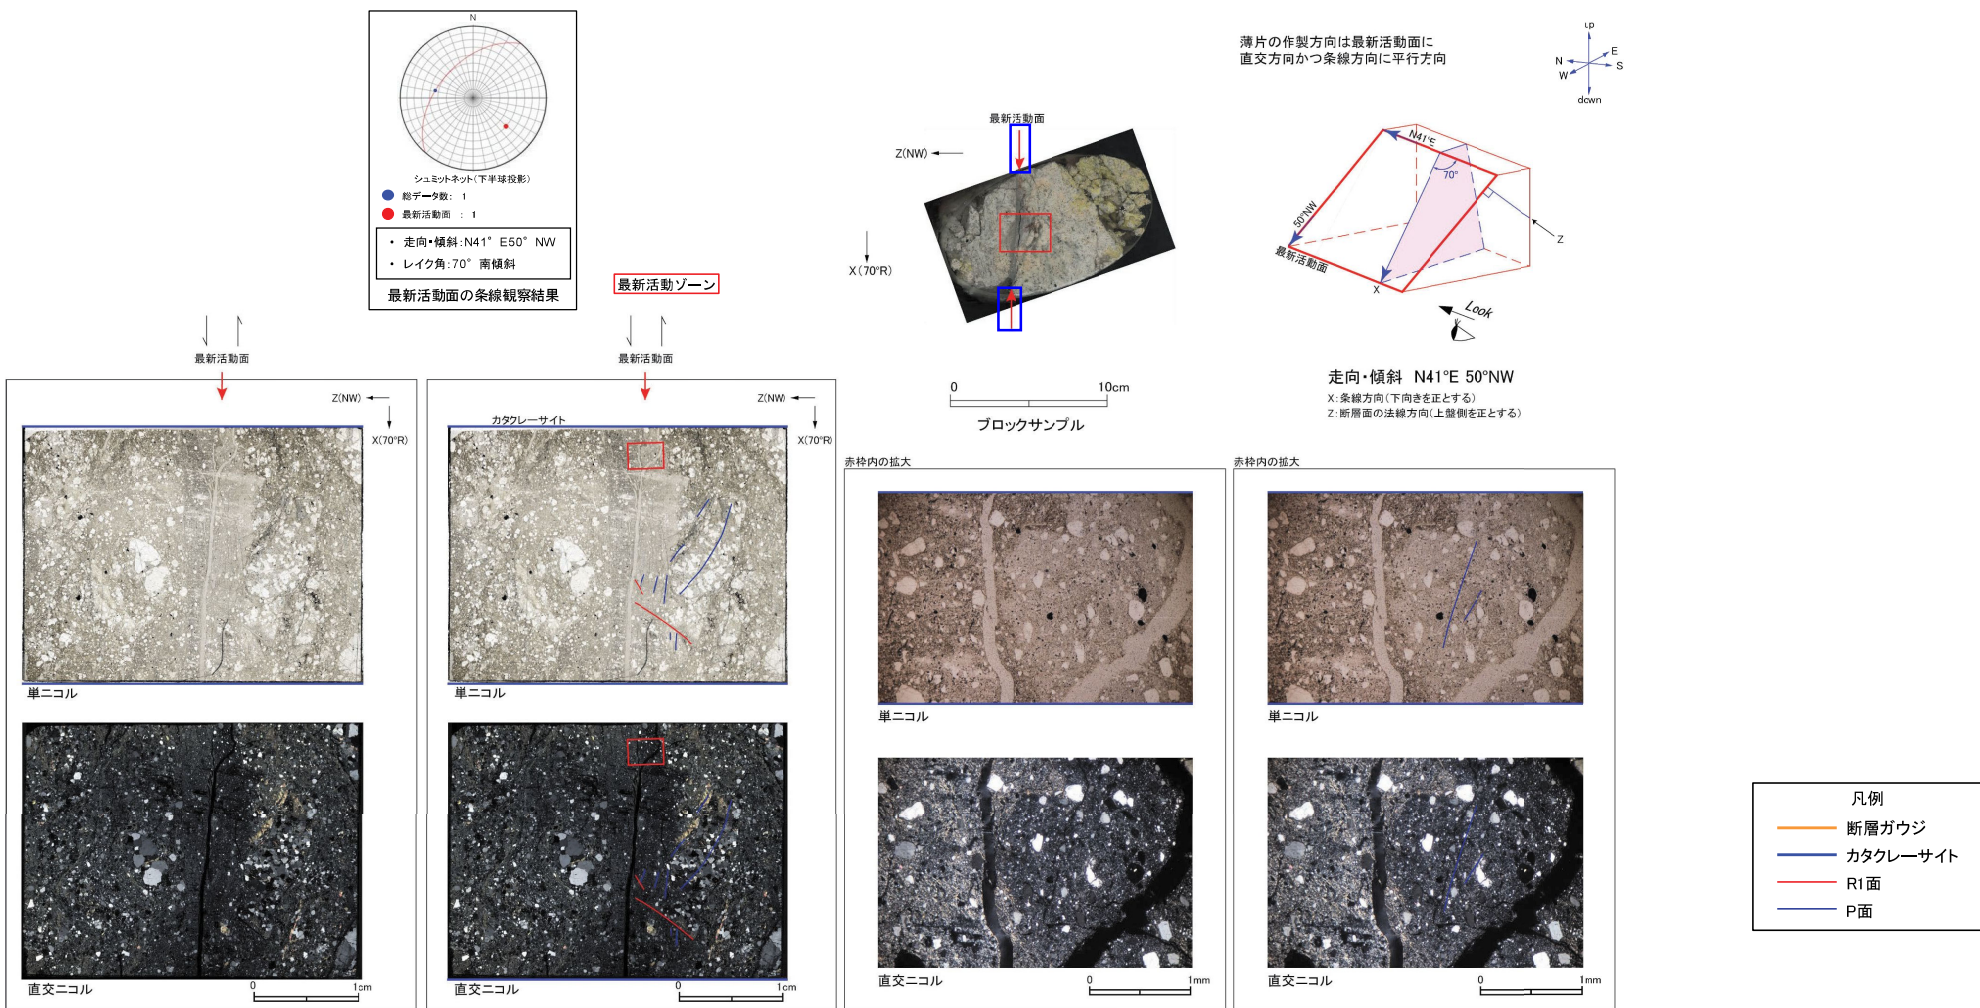 N
シュミットネット(下半球投影)
総データ数: 1
最新活動面 : 1
・ 走向・傾斜:N41° E50° NW
・ レイク角:70° 南傾斜
最新活動面の条線観察結果
最新活動ゾーン
薄片の作製方向は最新活動面に
直交方向かつ条線方向に平行方向
up
N
E
W
S
down
最新活動面
Z(NW)
X(70°R)
0
10cm
ブロックサンプル
N41°E
70°
50°NW
最新活動面
X
Z
Look
走向・傾斜 N41°E 50°NW
X:条線方向(下向きを正とする)
Z:断層面の法線方向(上盤側を正とする)
最新活動面
Z(NW)
X(70°R)
単ニコル
直交ニコル
0
1cm
最新活動面
Z(NW)
カタクレーサイト
X(70°R)
単ニコル
直交ニコル
0
1cm
赤枠内の拡大
単ニコル
直交ニコル
0
1mm
赤枠内の拡大
単ニコル
直交ニコル
0
1mm
凡例
断層ガウジ
カタクレーサイト
R1面
P面